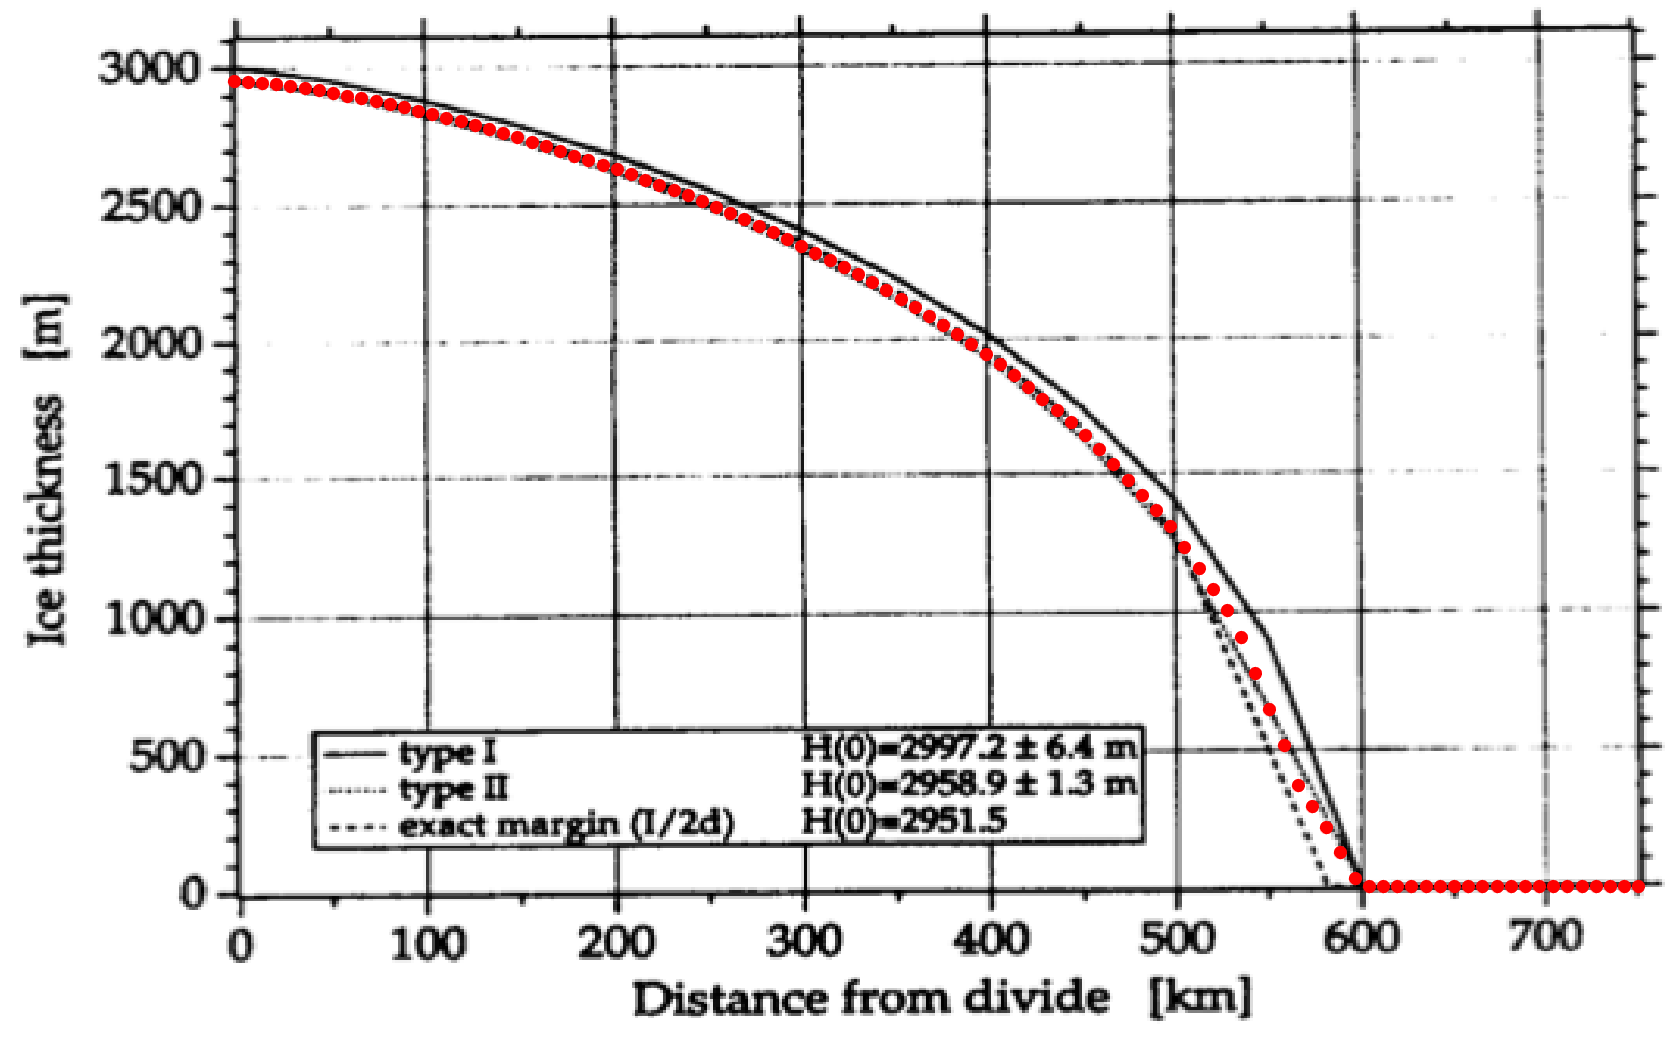 3000
2500
2000
1500
1000
500
0
Ice thickness [m]
type I H(0)=2997.2 ± 6.4 m
type II H(0)=2958.9 ± 1.3 m
exact margin (1/2d) H(0)=2951.5
0 100 200 300 400 500 600 700
Distance from divide [km]